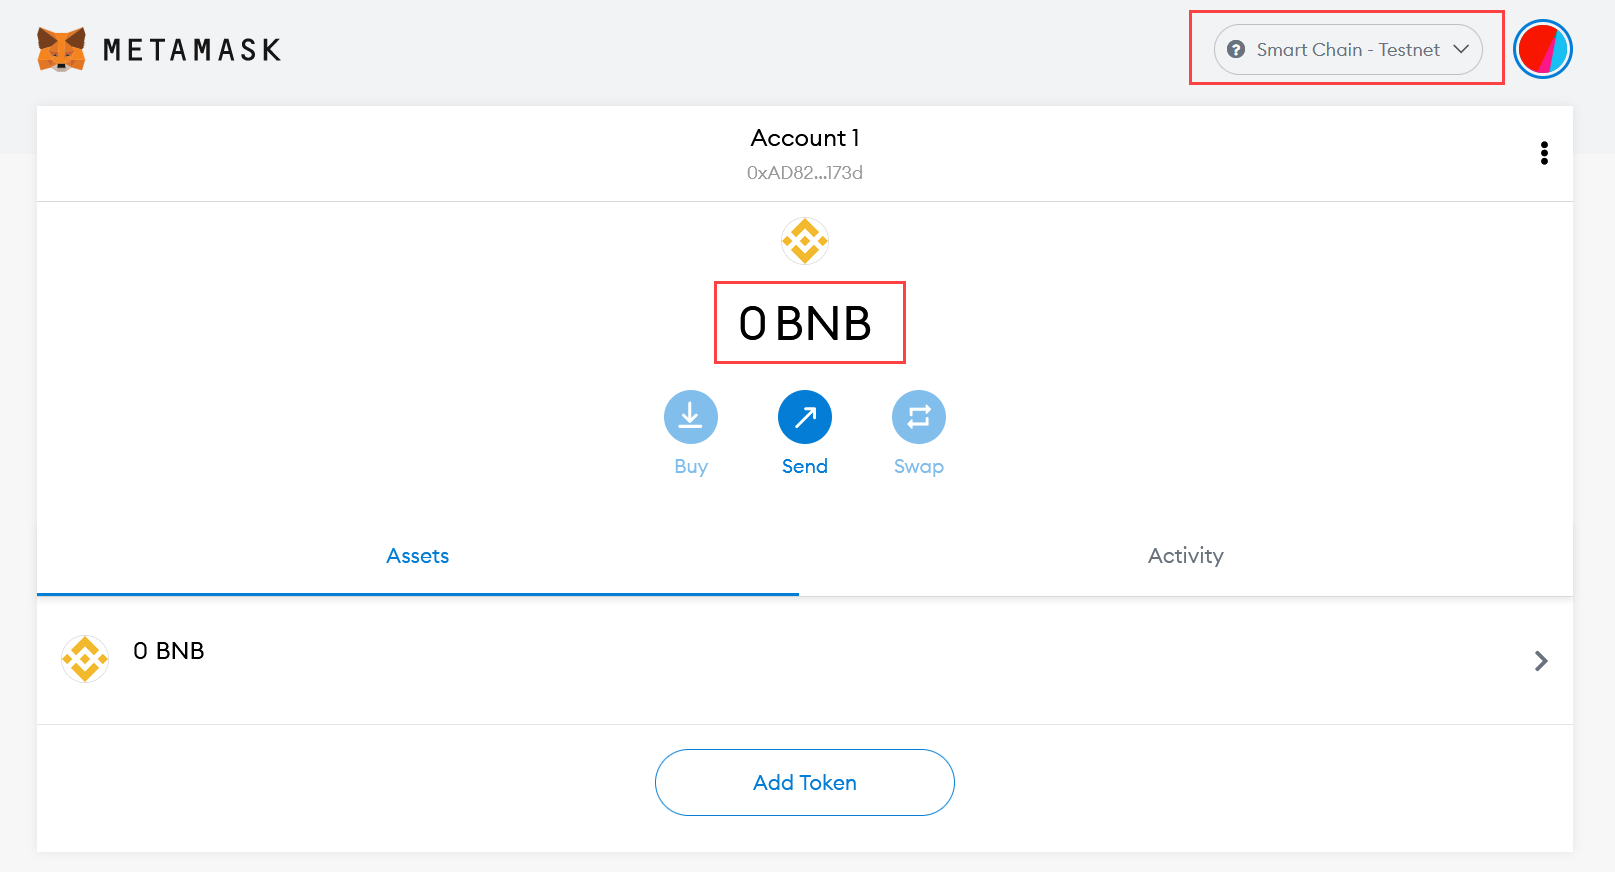 METAMASK
? Smart Chain - Testnet
Account 1
0xAD82...173d
0 BNB
Buy
Send
Swap
Assets
Activity
0 BNB
Add Token